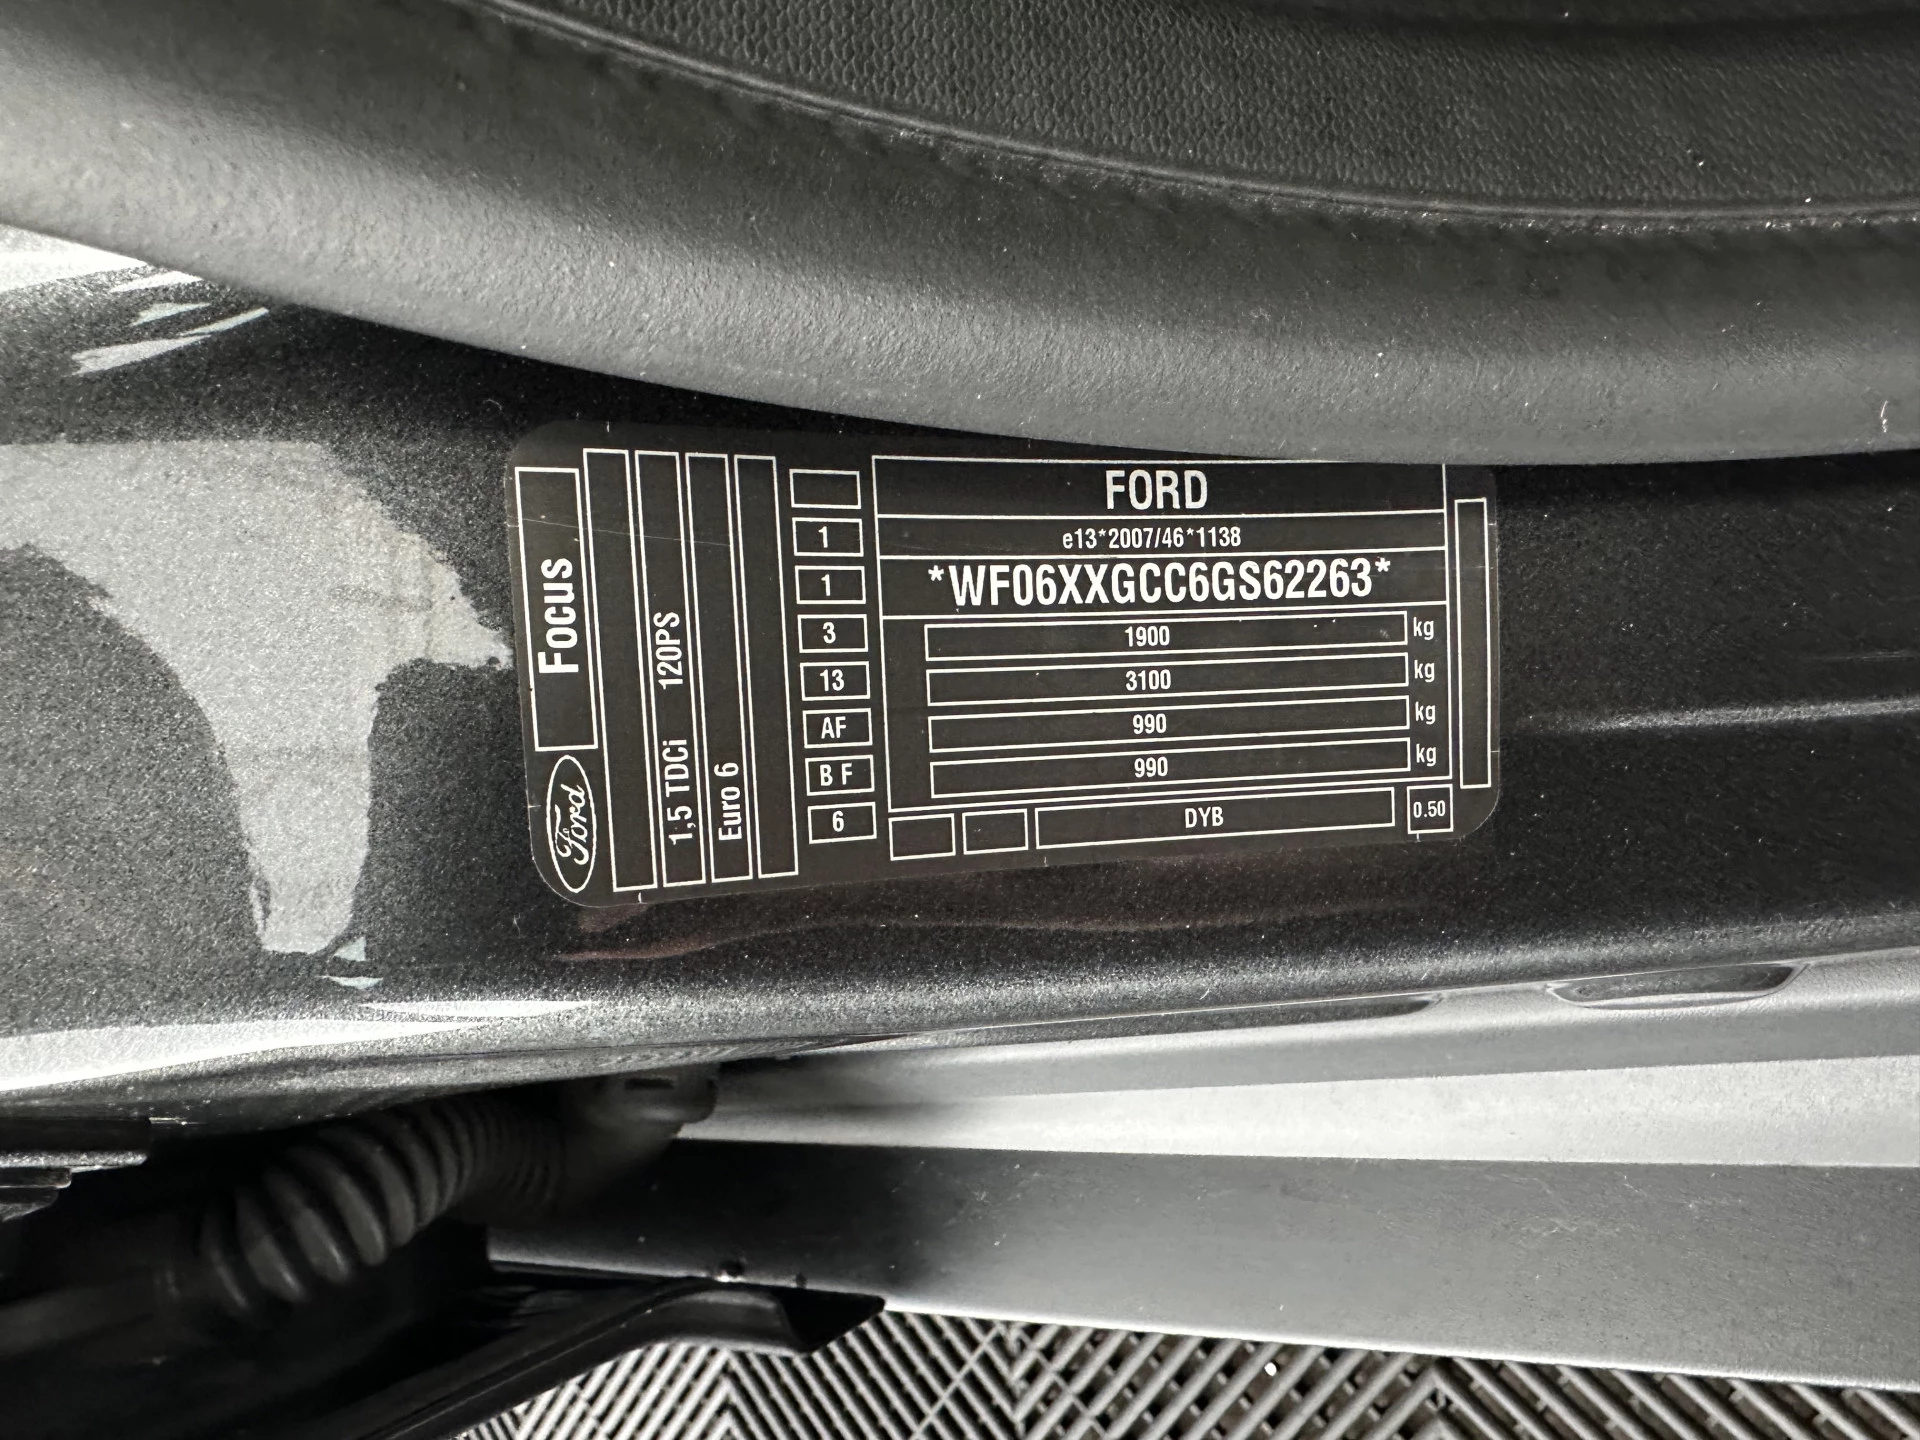 Ford
Focus
1,5 TDCi 120PS
Euro 6
1
1
3
13
AF
B F
6
FORD
e13*2007/46*1138
*WF06XXGCC6GS62263*
1900 kg
3100 kg
990 kg
990 kg
DYB
0.50